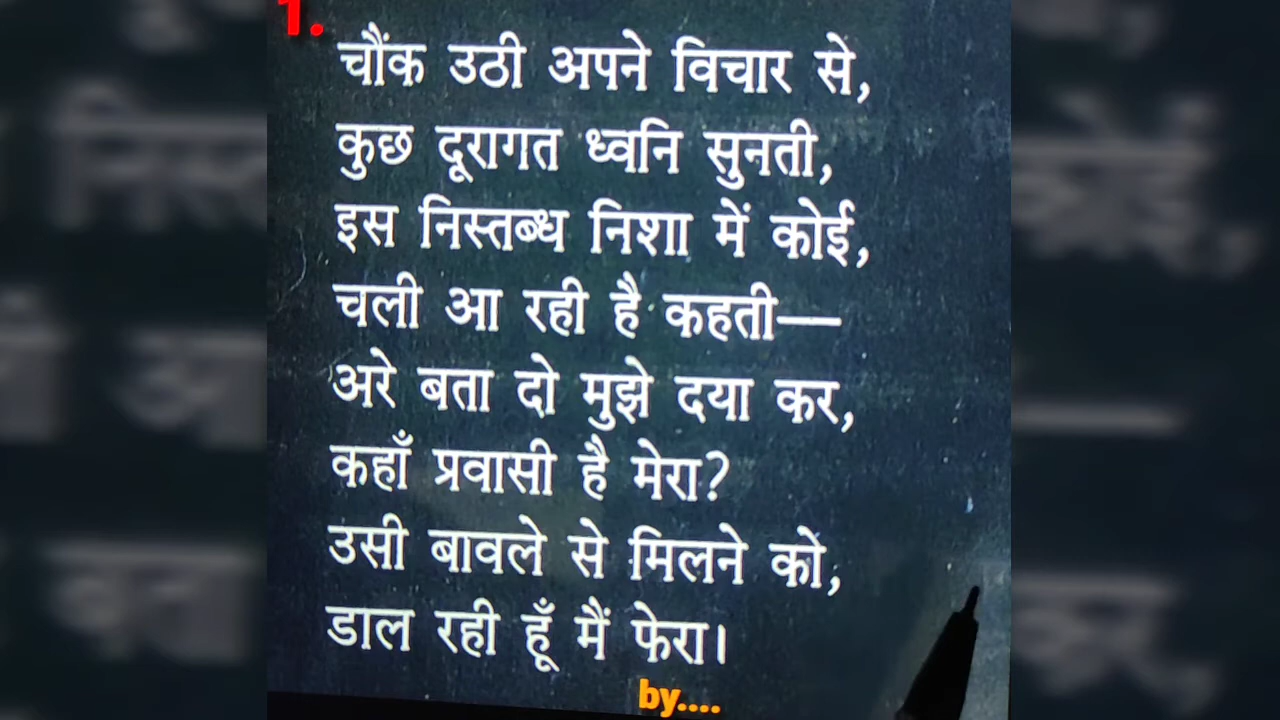 1.
चौंक उठी अपने विचार से,
कुछ दूरागत ध्वनि सुनती,
इस निस्तब्ध निशा में कोई,
चली आ रही है कहती—
अरे बता दो मुझे दया कर,
कहाँ प्रवासी है मेरा?
उसी बावले से मिलने को,
डाल रही हूँ मैं फेरा।
by....